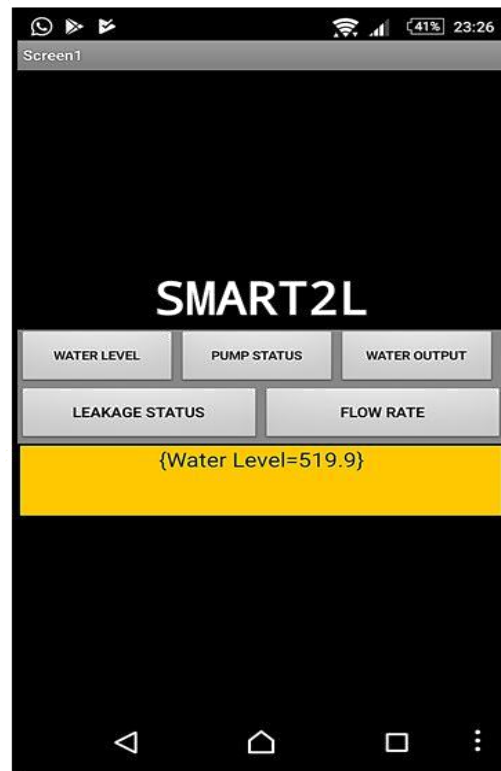 41% 23:26
Screen1
SMART2L
WATER LEVEL PUMP STATUS WATER OUTPUT
LEAKAGE STATUS FLOW RATE
{Water Level=519.9}